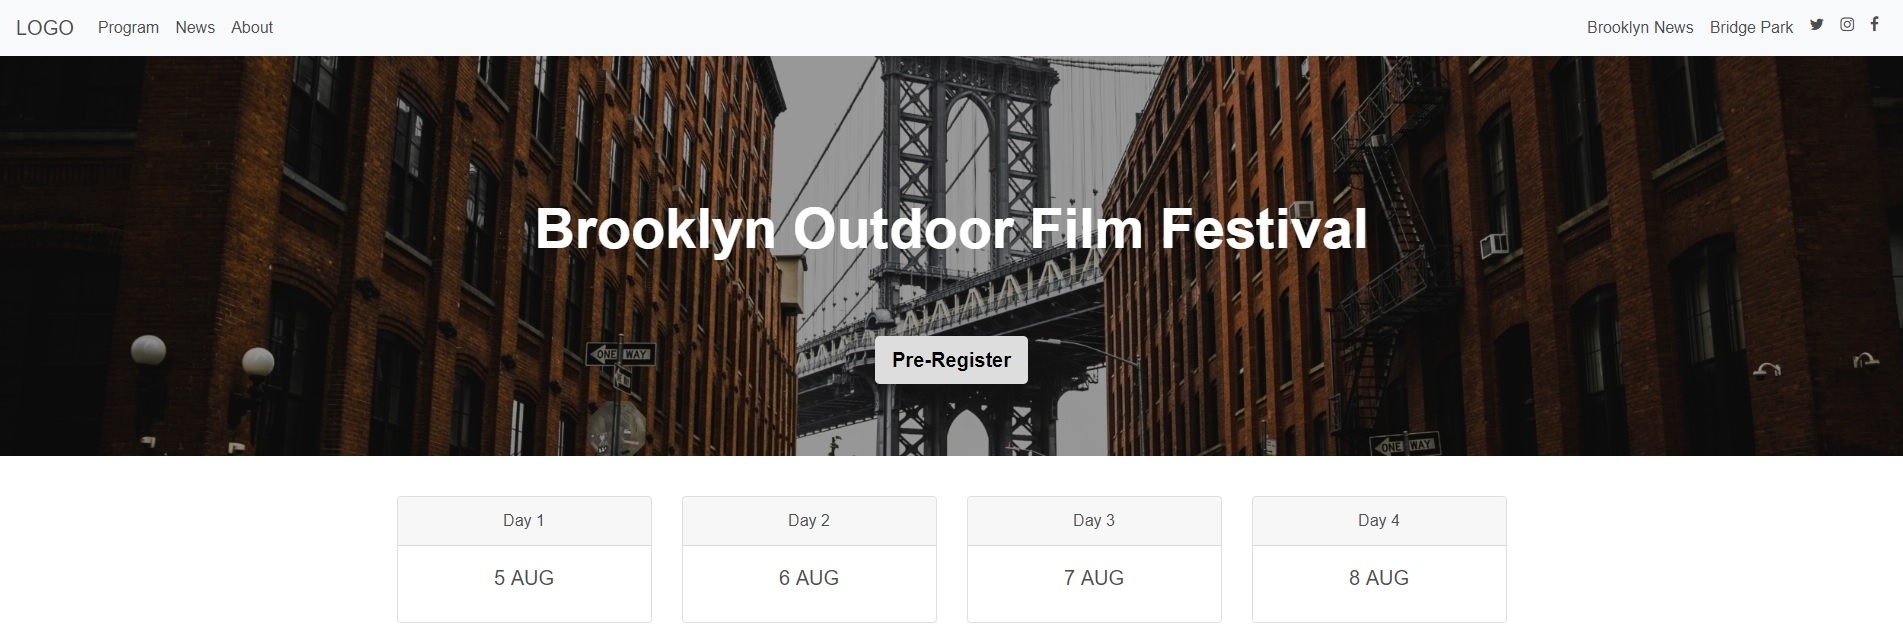 LOGO Program News About Brooklyn News Bridge Park
Brooklyn Outdoor Film Festival
ONE WAY
Pre-Register
ONE WAY
Day 1 Day 2 Day 3 Day 4
5 AUG 6 AUG 7 AUG 8 AUG